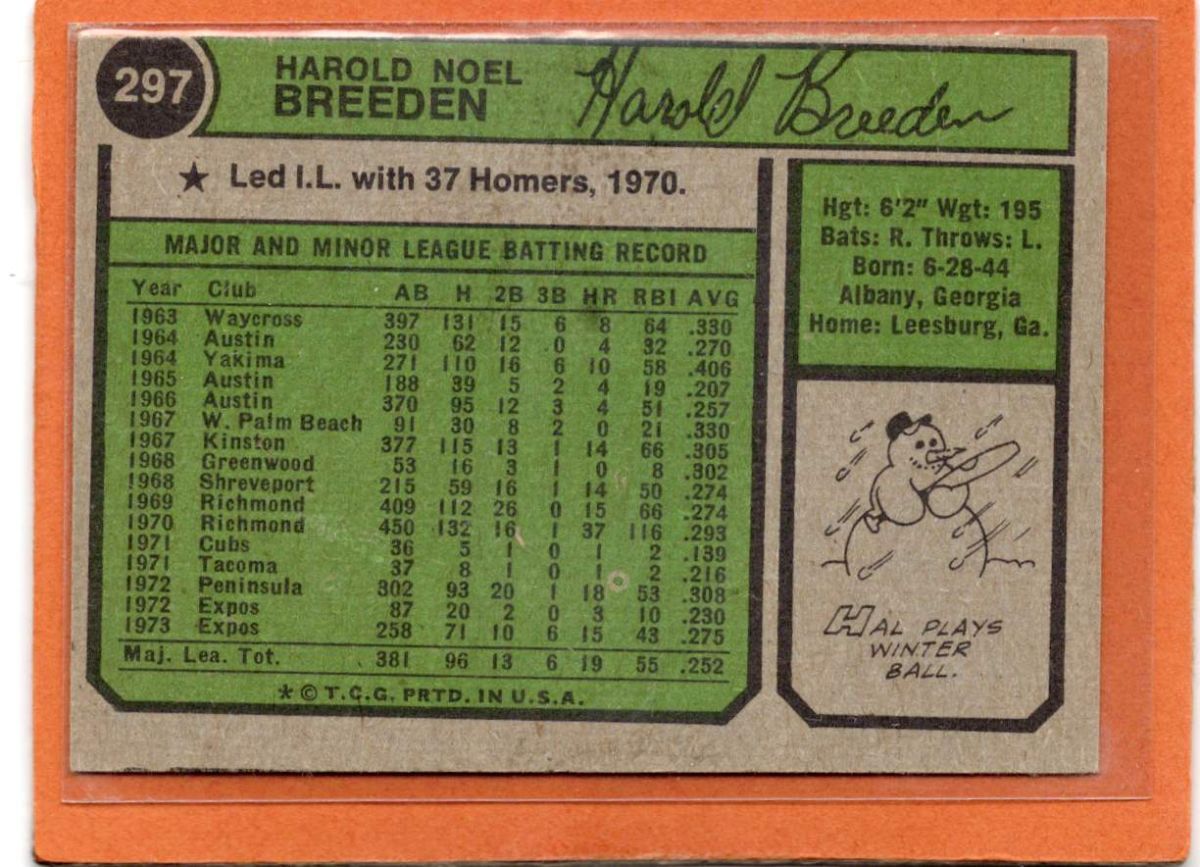 297
HAROLD NOEL
BREEDEN
Harold Breeden
★ Led I.L. with 37 Homers, 1970.
MAJOR AND MINOR LEAGUE BATTING RECORD
Year Club AB H 2B 3B HR RBI AVG
1963 Waycross 397 131 15 6 8 64 .330
1964 Austin 230 62 12 0 4 32 .270
1964 Yakima 271 110 16 6 10 58 .406
1965 Austin 188 39 5 2 4 19 .207
1966 Austin 370 95 12 3 4 51 .257
1967 W. Palm Beach 91 30 8 2 0 21 .330
1967 Kinston 377 115 13 1 14 66 .305
1968 Greenwood 53 16 3 1 0 8 .302
1968 Shreveport 215 59 16 1 14 50 .274
1969 Richmond 409 112 26 0 15 66 .274
1970 Richmond 450 132 16 1 37 116 .293
1971 Cubs 36 5 1 0 1 2 .139
1971 Tacoma 37 8 1 0 1 2 .216
1972 Peninsula 302 93 20 1 18 53 .308
1972 Expos 87 20 2 0 3 10 .230
1973 Expos 258 71 10 6 15 43 .275
Maj. Lea. Tot. 381 96 13 6 19 55 .252
* © T.C.G. PRTD. IN U.S.A.
Hgt: 6'2" Wgt: 195
Bats: R. Throws: L.
Born: 6-28-44
Albany, Georgia
Home: Leesburg, Ga.
HAL PLAYS
WINTER
BALL.